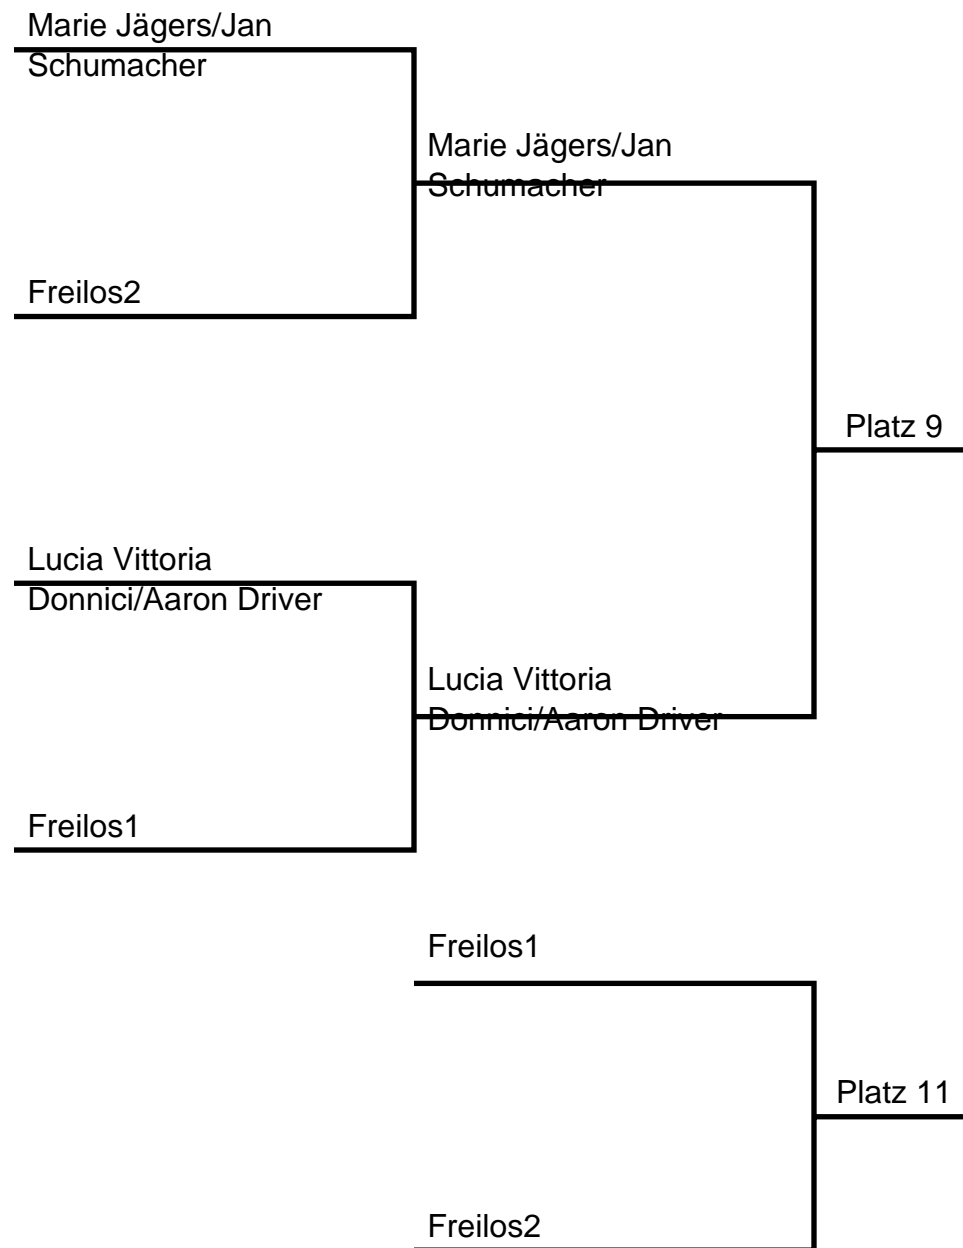 Marie Jägers/Jan
Schumacher
Marie Jägers/Jan
Schumacher
Freilos2
Platz 9
Lucia Vittoria
Donnici/Aaron Driver
Lucia Vittoria
Donnici/Aaron Driver
Freilos1
Freilos1
Platz 11
Freilos2